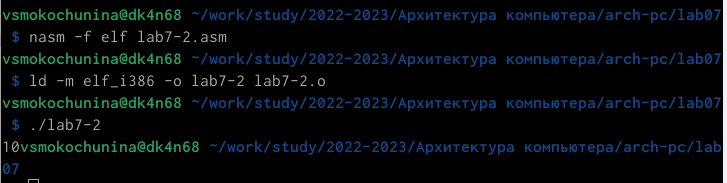 vsmokochunina@dk4n68 ~/work/study/2022-2023/Архитектура компьютера/arch-pc/lab07
$ nasm -f elf lab7-2.asm
vsmokochunina@dk4n68 ~/work/study/2022-2023/Архитектура компьютера/arch-pc/lab07
$ ld -m elf_i386 -o lab7-2 lab7-2.o
vsmokochunina@dk4n68 ~/work/study/2022-2023/Архитектура компьютера/arch-pc/lab07
$ ./lab7-2
10vsmokochunina@dk4n68 ~/work/study/2022-2023/Архитектура компьютера/arch-pc/lab
07